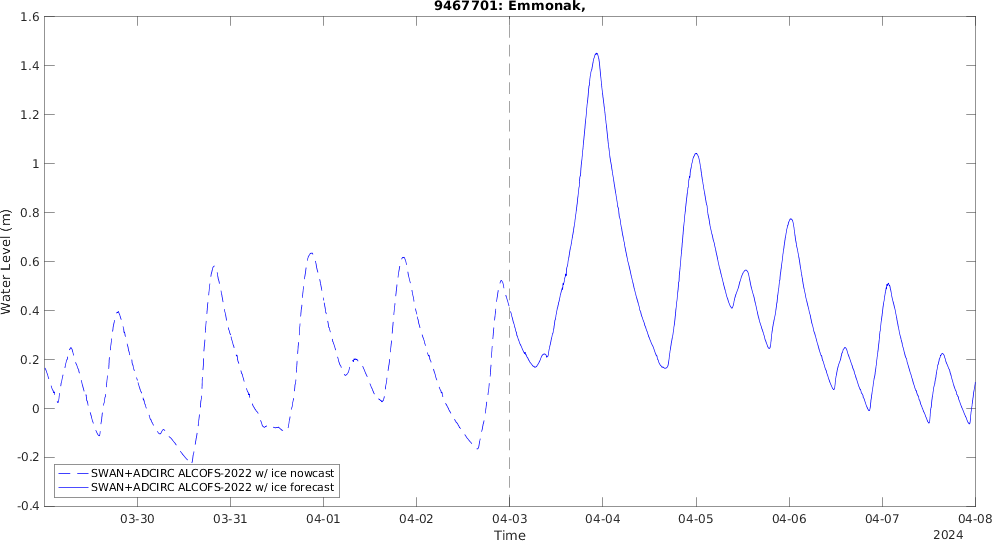 9467701: Emmonak,
Water Level (m)
1.6
1.4
1.2
1
0.8
0.6
0.4
0.2
0
-0.2
-0.4
SWAN+ADCIRC ALCOFS-2022 w/ ice nowcast
SWAN+ADCIRC ALCOFS-2022 w/ ice forecast
03-30 03-31 04-01 04-02 04-03 04-04 04-05 04-06 04-07 04-08
Time
2024